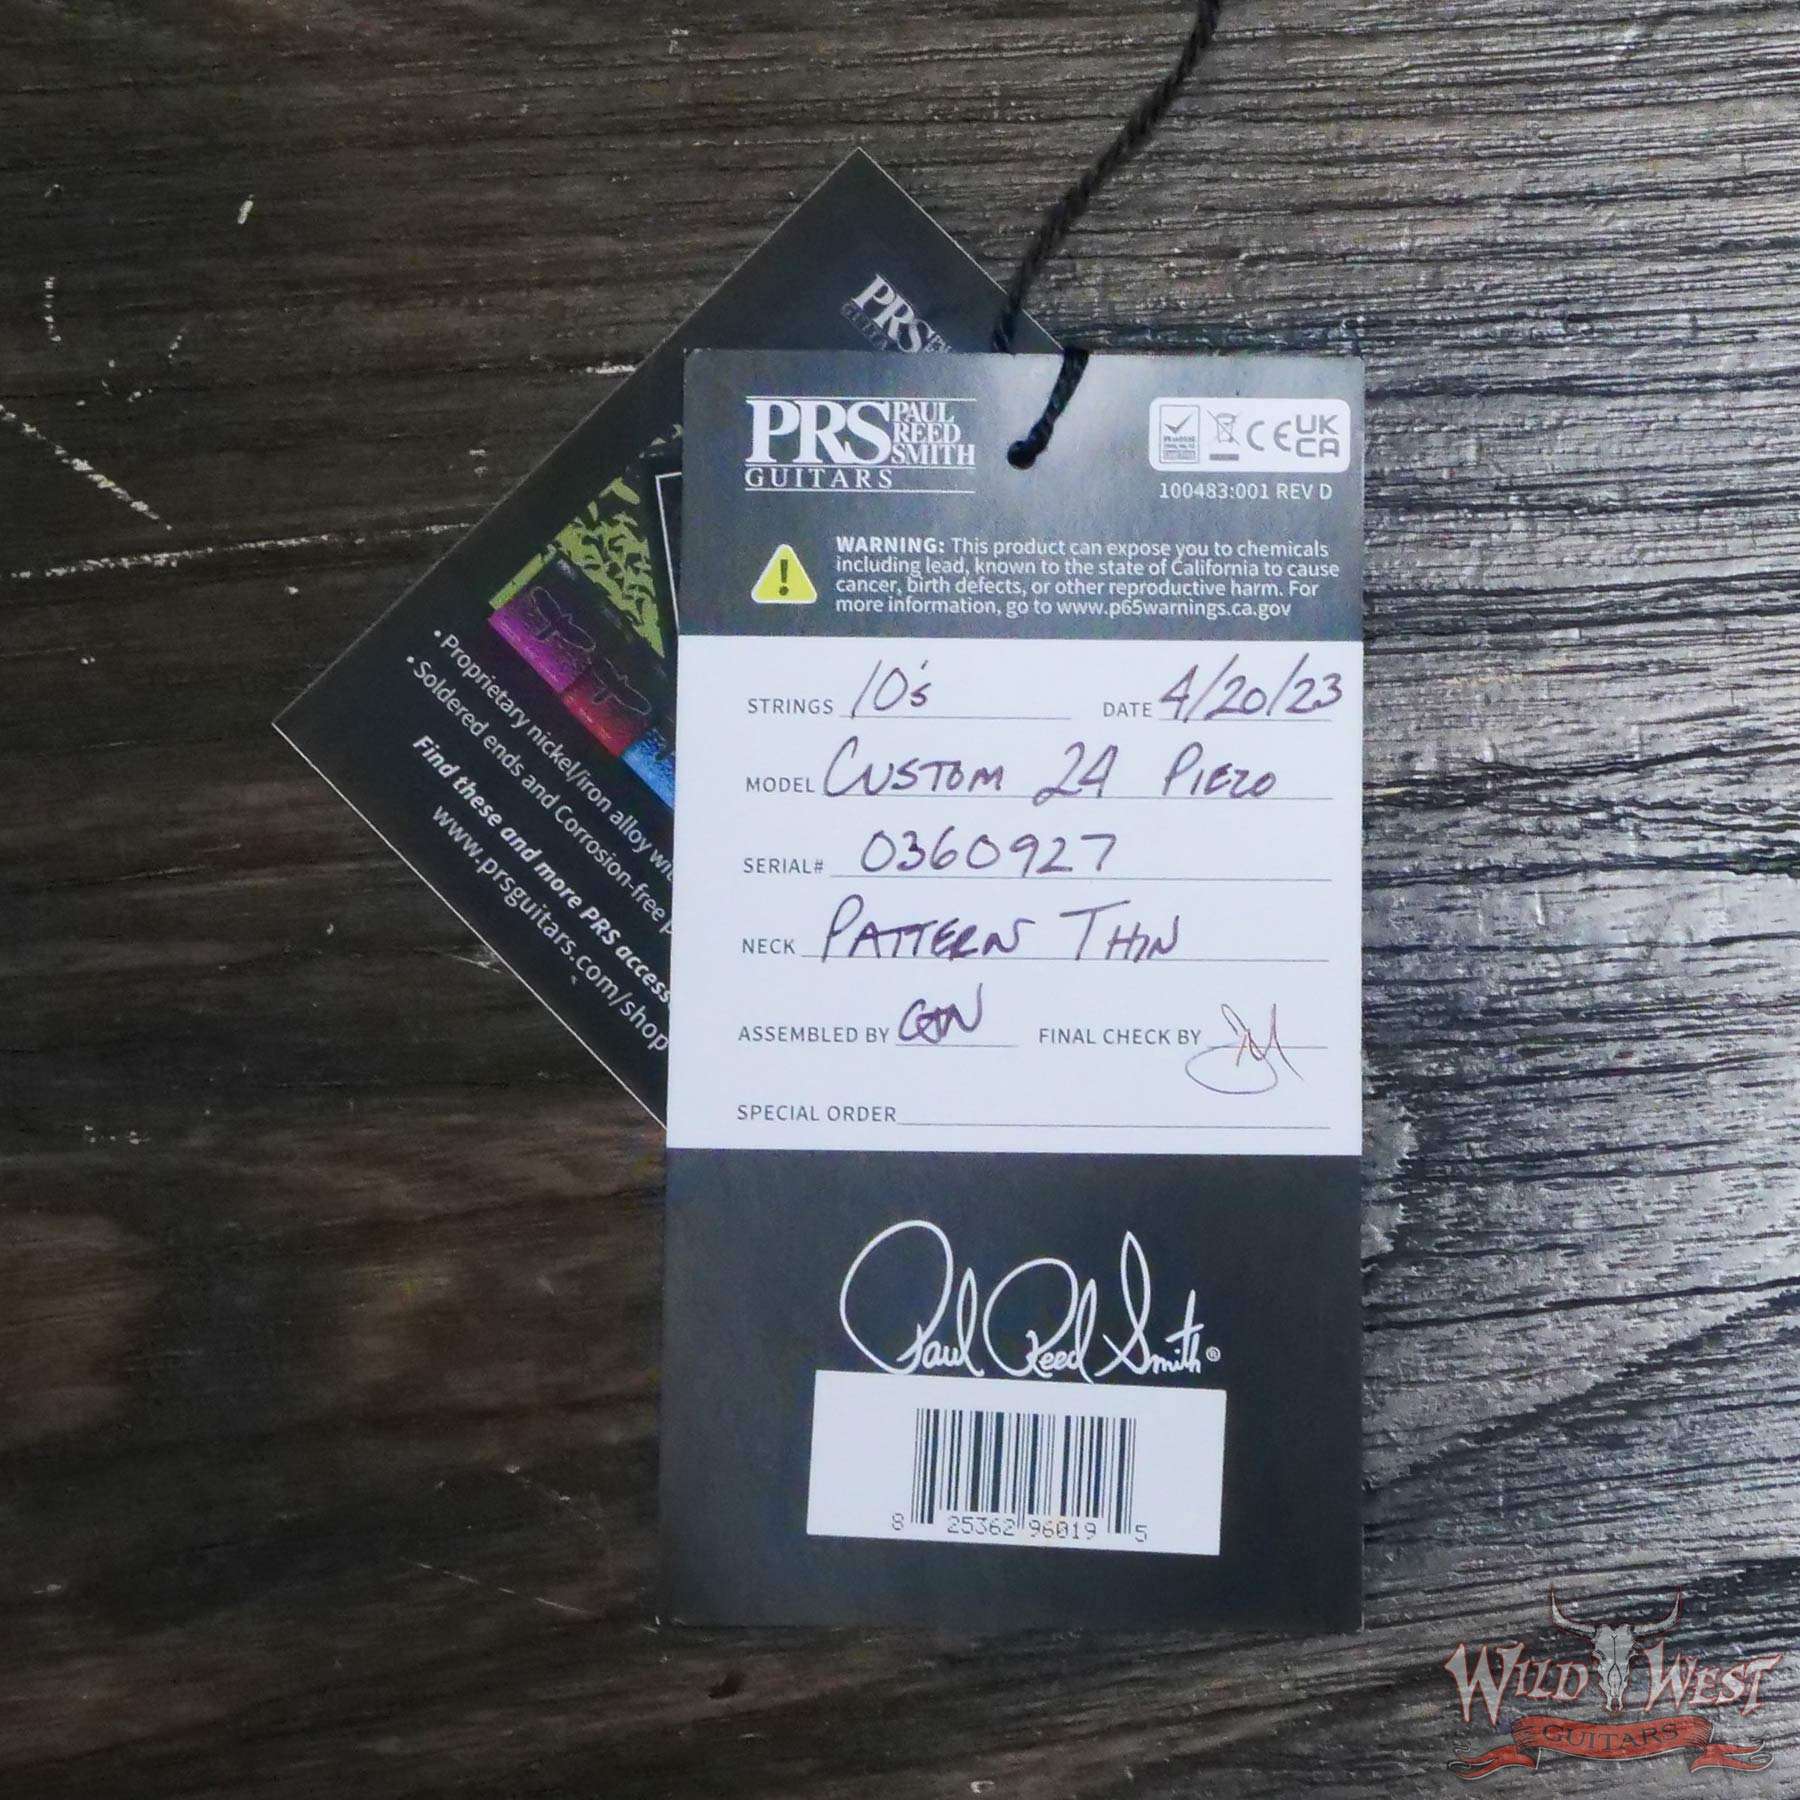 PRS
GUITARS
PRS PAUL
REED
SMITH
GUITARS
CE UK
CA
100483:001 REV D
WARNING: This product can expose you to chemicals
including lead, known to the state of California to cause
cancer, birth defects, or other reproductive harm. For
more information, go to www.p65warnings.ca.gov
STRINGS 10's DATE 4/20/23
MODEL CUSTOM 24 PIEZO
SERIAL# 0360927
NECK PATTERN THIN
ASSEMBLED BY FINAL CHECK BY
SPECIAL ORDER
Paul Reed Smith®
8 25362 96019 5
• Proprietary nickel/iron alloy
• Soldered ends and Corrosion-free
Find these and more PRS
www.prsguitars.com/shop
WILD WEST
GUITARS